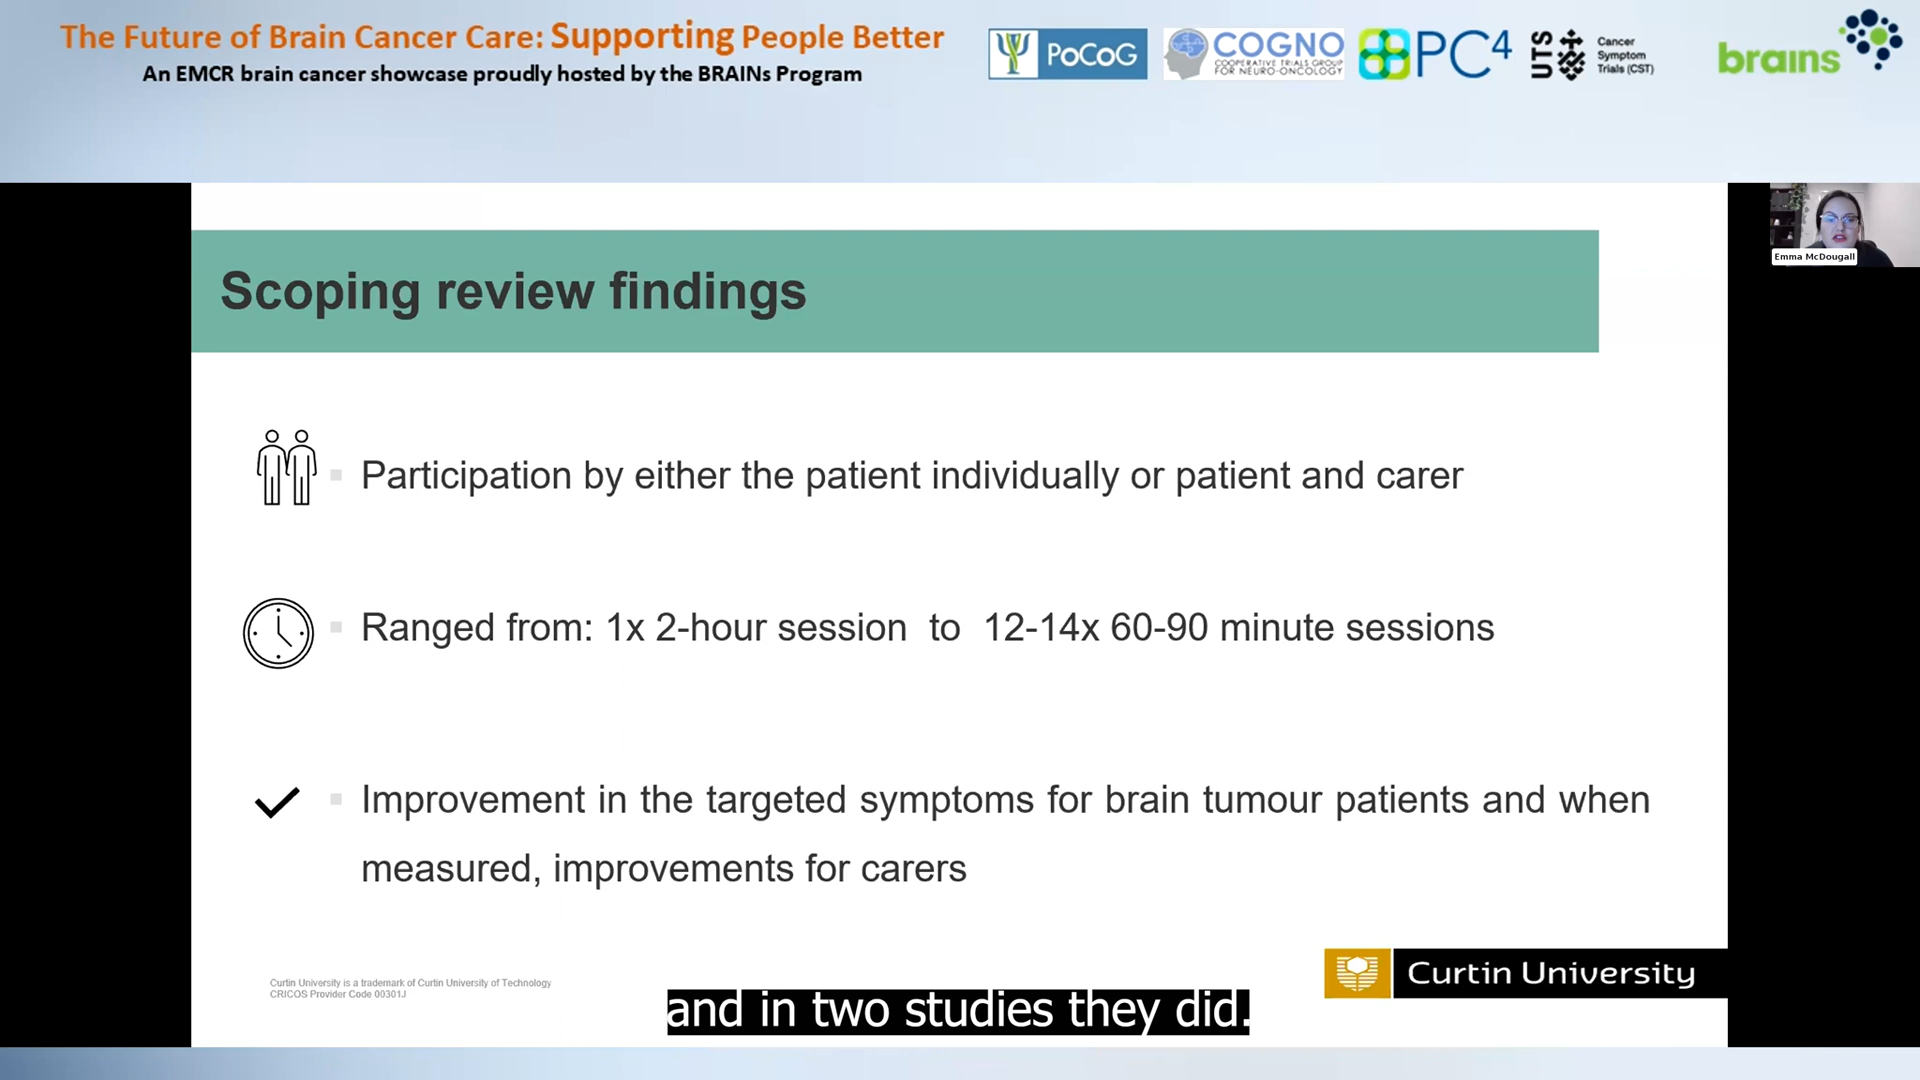 The Future of Brain Cancer Care: Supporting People Better
An EMCR brain cancer showcase proudly hosted by the BRAINs Program
PoCoG
COGNO
COOPERATIVE TRIALS GROUP
FOR NEURO-ONCOLOGY
PC4
UTS
Cancer
Symptom
Trials (CST)
brains
Emma McDougall
Scoping review findings
Participation by either the patient individually or patient and carer
Ranged from: 1x 2-hour session to 12-14x 60-90 minute sessions
Improvement in the targeted symptoms for brain tumour patients and when
measured, improvements for carers
Curtin University is a trademark of Curtin University of Technology
CRICOS Provider Code 00301J
Curtin University
and in two studies they did.